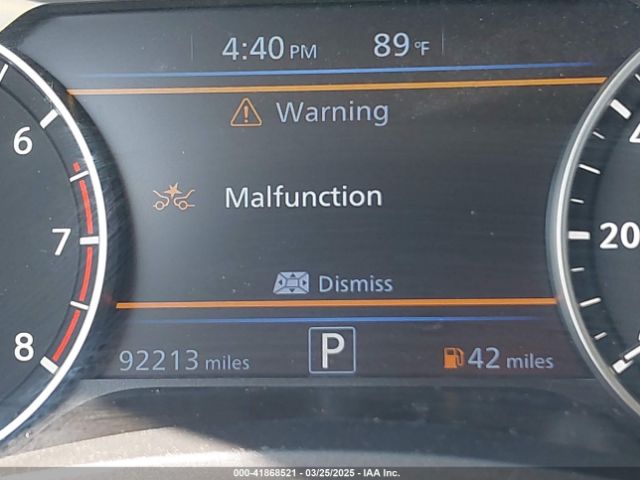 4:40 PM 89 °F
Warning
6
Malfunction
7
20
Dismiss
8
92213 miles P 42 miles
000-41868521 - 03/25/2025 - IAA Inc.